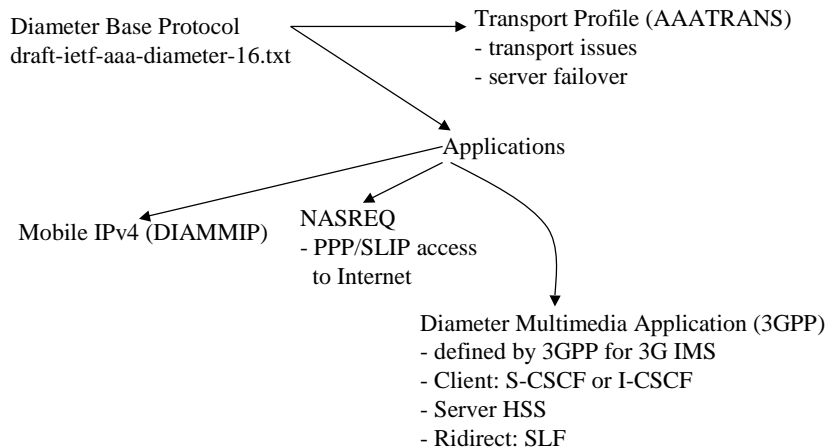 Diameter Base Protocol
draft-ietf-aaa-diameter-16.txt
Transport Profile (AAATRANS)
- transport issues
- server failover
Applications
Mobile IPv4 (DIAMMIP)
NASREQ
- PPP/SLIP access
to Internet
Diameter Multimedia Application (3GPP)
- defined by 3GPP for 3G IMS
- Client: S-CSCF or I-CSCF
- Server HSS
- Ridirect: SLF